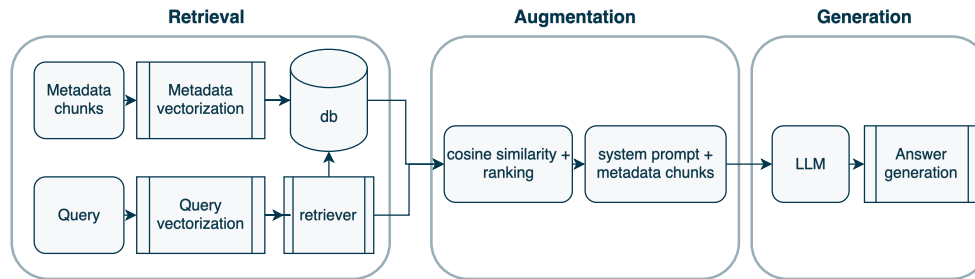 Retrieval
Augmentation
Generation
Metadata
chunks
Metadata
vectorization
db
Query
Query
vectorization
retriever
cosine similarity +
ranking
system prompt +
metadata chunks
LLM
Answer
generation